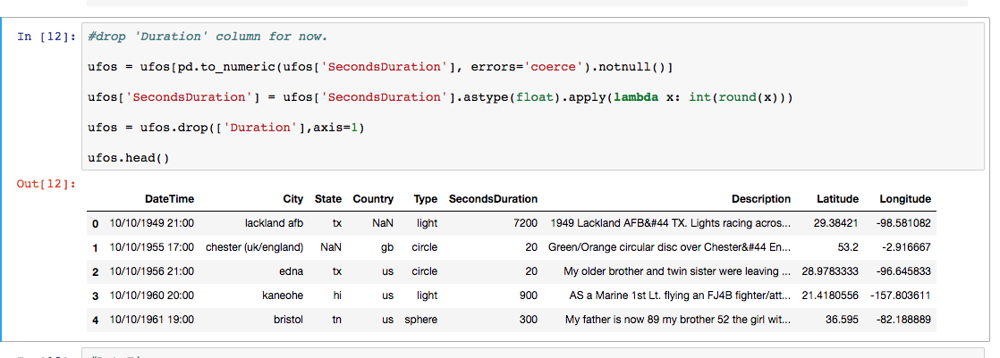 In [12]: #drop 'Duration' column for now.
ufos = ufos[pd.to_numeric(ufos['SecondsDuration'], errors='coerce').notnull()]
ufos['SecondsDuration'] = ufos['SecondsDuration'].astype(float).apply(lambda x: int(round(x)))
ufos = ufos.drop(['Duration'],axis=1)
ufos.head()
Out[12]:
DateTime City State Country Type SecondsDuration Description Latitude Longitude
0 10/10/1949 21:00 lackland afb tx NaN light 7200 1949 Lackland AFB&#44 TX. Lights racing acros... 29.38421 -98.581082
1 10/10/1955 17:00 chester (uk/england) NaN gb circle 20 Green/Orange circular disc over Chester&#44 En... 53.2 -2.916667
2 10/10/1956 21:00 edna tx us circle 20 My older brother and twin sister were leaving ... 28.9783333 -96.645833
3 10/10/1960 20:00 kaneohe hi us light 900 AS a Marine 1st Lt. flying an FJ4B fighter/att... 21.4180556 -157.803611
4 10/10/1961 19:00 bristol tn us sphere 300 My father is now 89 my brother 52 the girl wit... 36.595 -82.188889